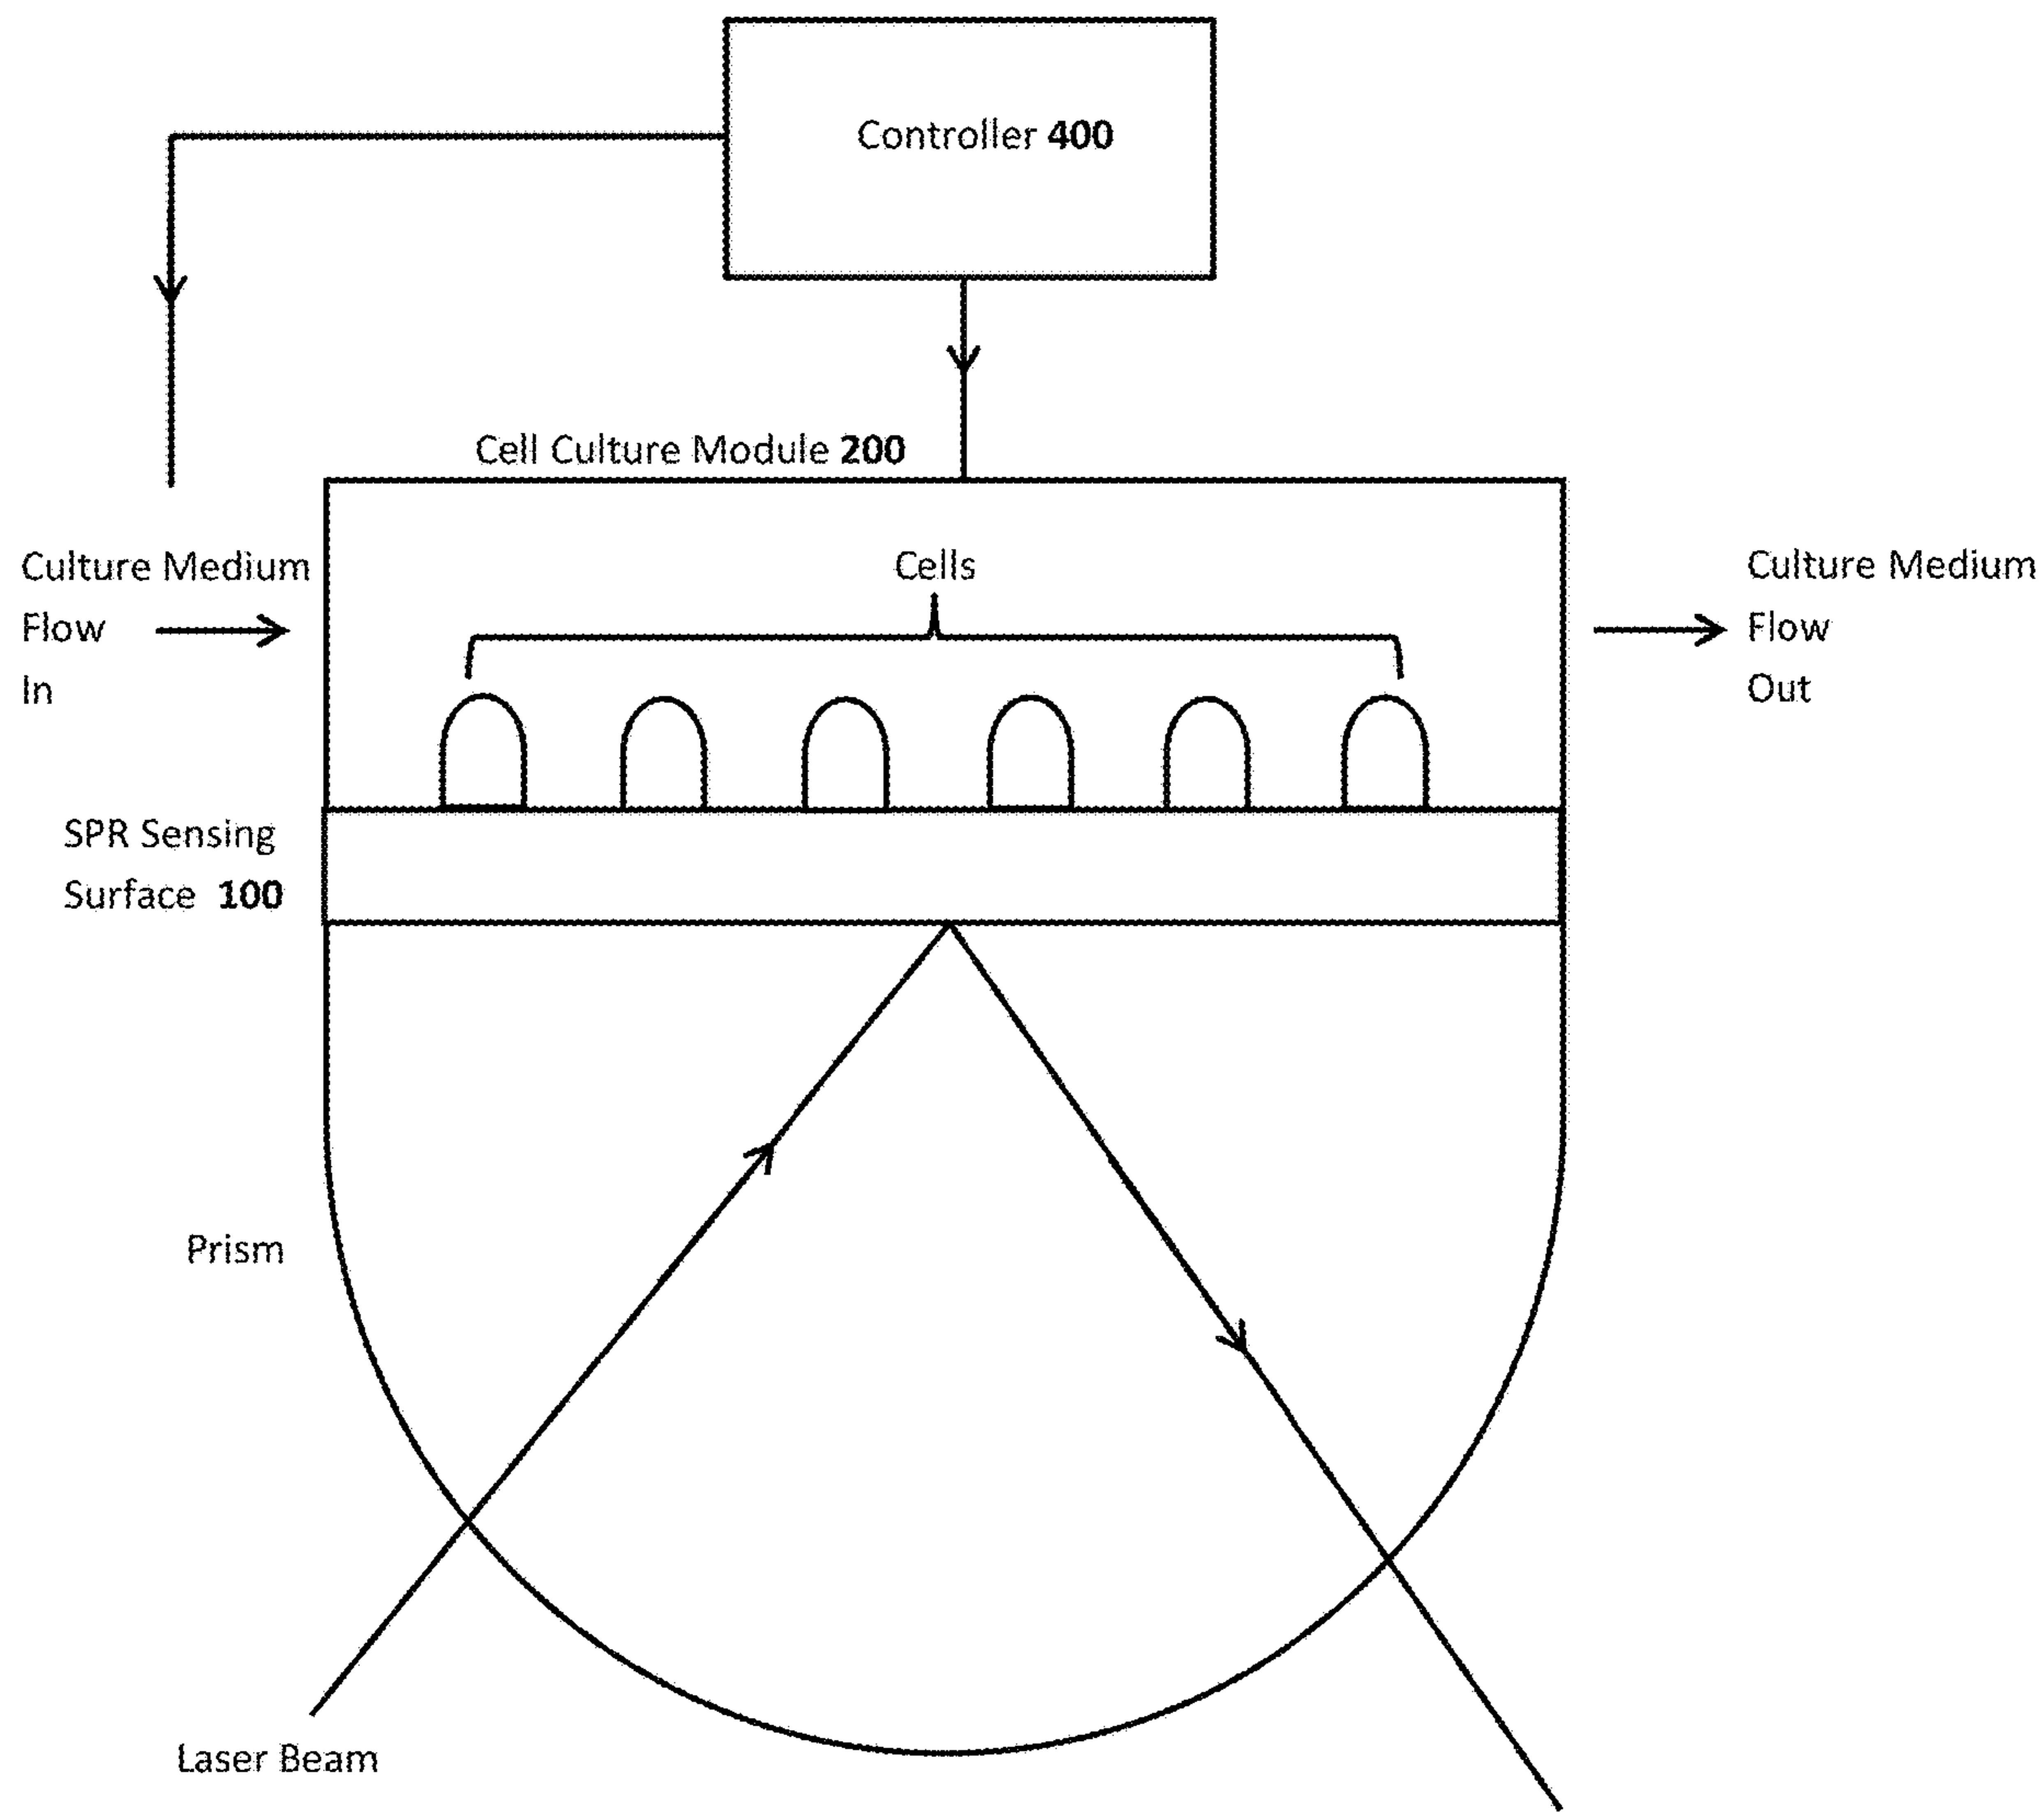 Controller 400
Cell Culture Module 200
Culture Medium
Flow
In
Cells
Culture Medium
Flow
Out
SPR Sensing
Surface 100
Prism
Laser Beam